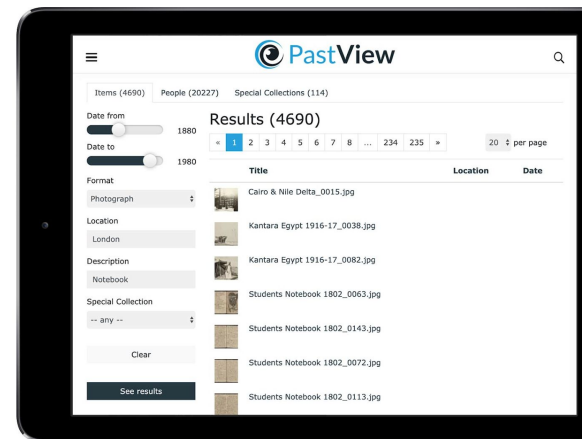 PastView
Items (4690) People (20227) Special Collections (114)
Date from
1880
Date to
1980
Format
Photograph
Location
London
Description
Notebook
Special Collection
-- any --
Clear
See results
Results (4690)
« 1 2 3 4 5 6 7 8 ... 234 235 » 20 per page
Title Location Date
Cairo & Nile Delta_0015.jpg
Kantara Egypt 1916-17_0038.jpg
Kantara Egypt 1916-17_0082.jpg
Students Notebook 1802_0063.jpg
Students Notebook 1802_0143.jpg
Students Notebook 1802_0072.jpg
Students Notebook 1802_0113.jpg